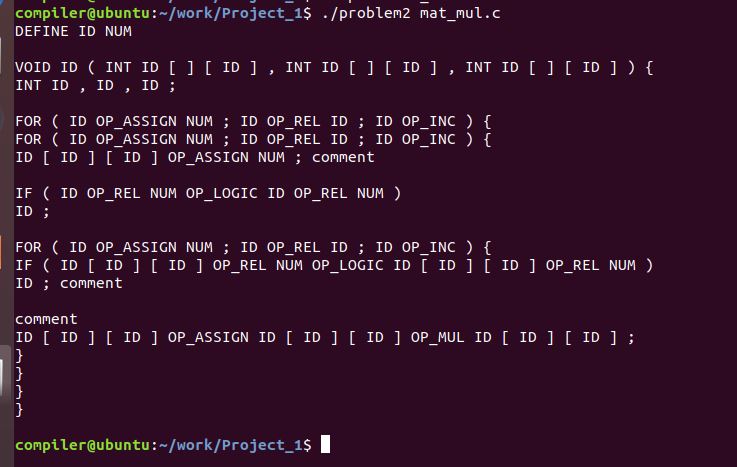 compiler@ubuntu:~/work/Project_1$ ./problem2 mat_mul.c
DEFINE ID NUM
VOID ID ( INT ID [ ] [ ID ] , INT ID [ ] [ ID ] , INT ID [ ] [ ID ] ) {
INT ID , ID , ID ;
FOR ( ID OP_ASSIGN NUM ; ID OP_REL ID ; ID OP_INC ) {
FOR ( ID OP_ASSIGN NUM ; ID OP_REL ID ; ID OP_INC ) {
ID [ ID ] [ ID ] OP_ASSIGN NUM ; comment
IF ( ID OP_REL NUM OP_LOGIC ID OP_REL NUM )
ID ;
FOR ( ID OP_ASSIGN NUM ; ID OP_REL ID ; ID OP_INC ) {
IF ( ID [ ID ] [ ID ] OP_REL NUM OP_LOGIC ID [ ID ] [ ID ] OP_REL NUM )
ID ; comment
comment
ID [ ID ] [ ID ] OP_ASSIGN ID [ ID ] [ ID ] OP_MUL ID [ ID ] [ ID ] ;
}
}
}
}
compiler@ubuntu:~/work/Project_1$